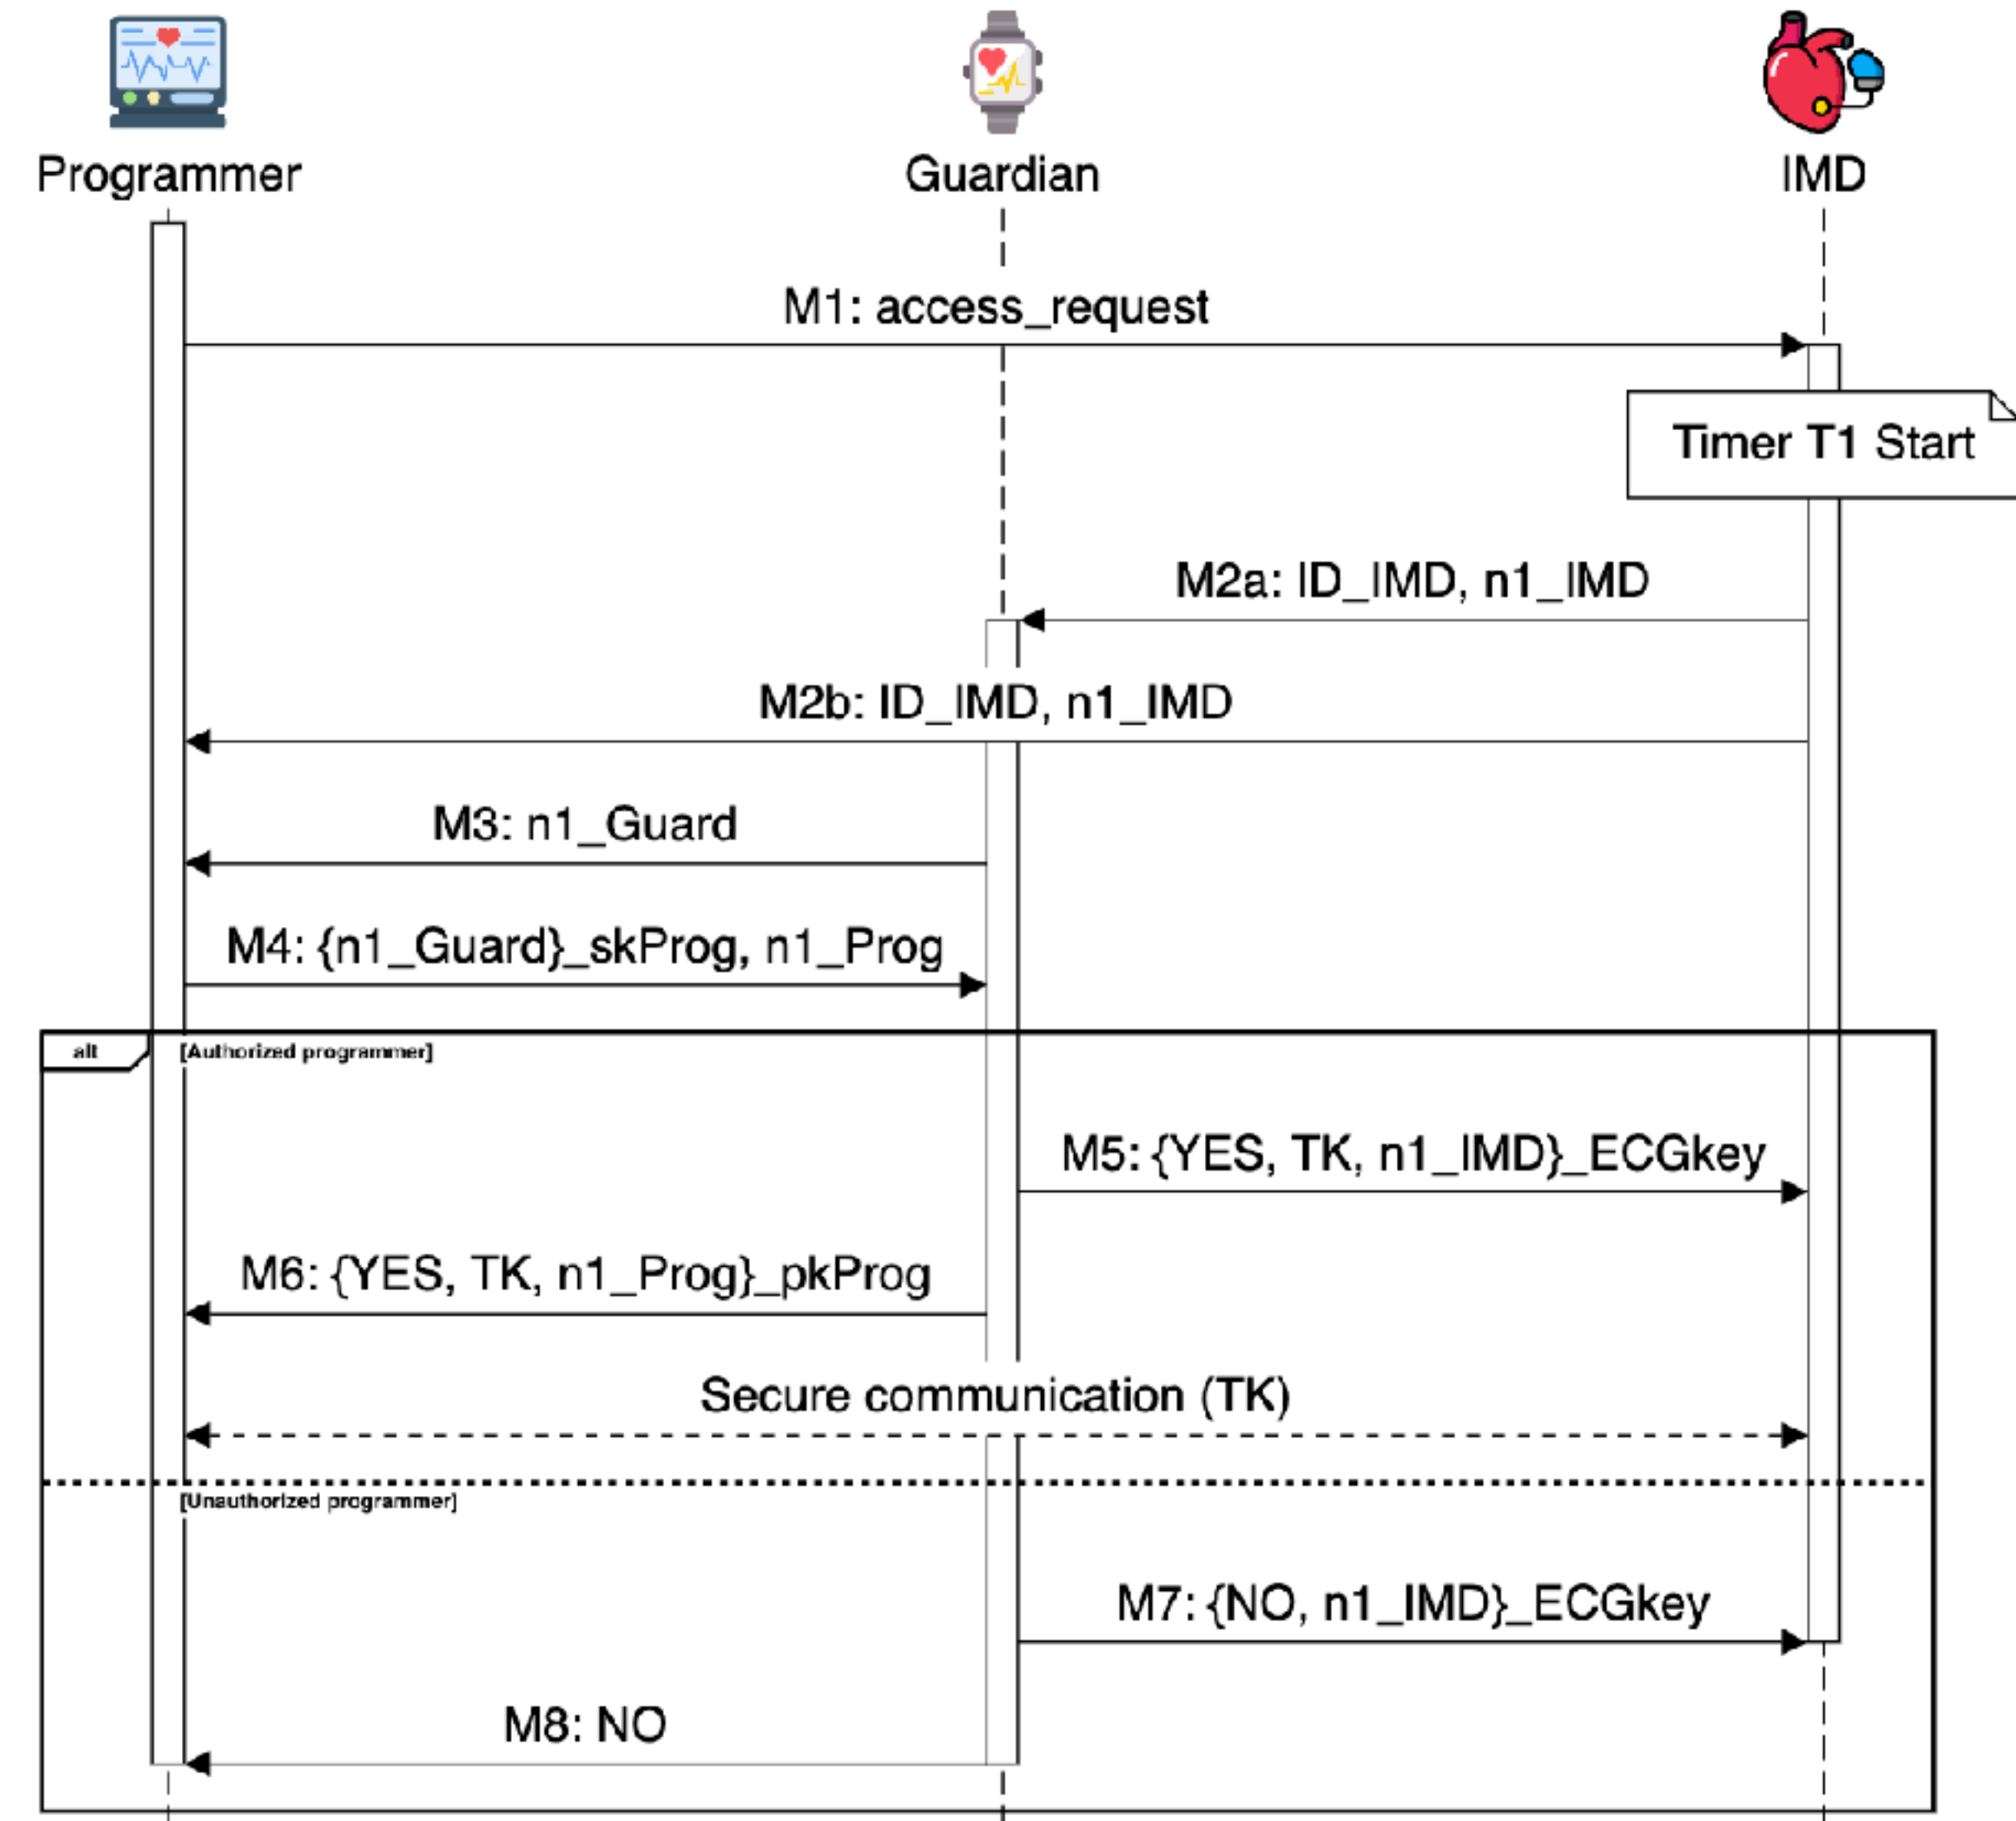 Programmer
Guardian
IMD
M1: access_request
Timer T1 Start
M2a: ID_IMD, n1_IMD
M2b: ID_IMD, n1_IMD
M3: n1_Guard
M4: {n1_Guard}_skProg, n1_Prog
alt
[Authorized programmer]
M5: {YES, TK, n1_IMD}_ECGkey
M6: {YES, TK, n1_Prog}_pkProg
Secure communication (TK)
[Unauthorized programmer]
M7: {NO, n1_IMD}_ECGkey
M8: NO